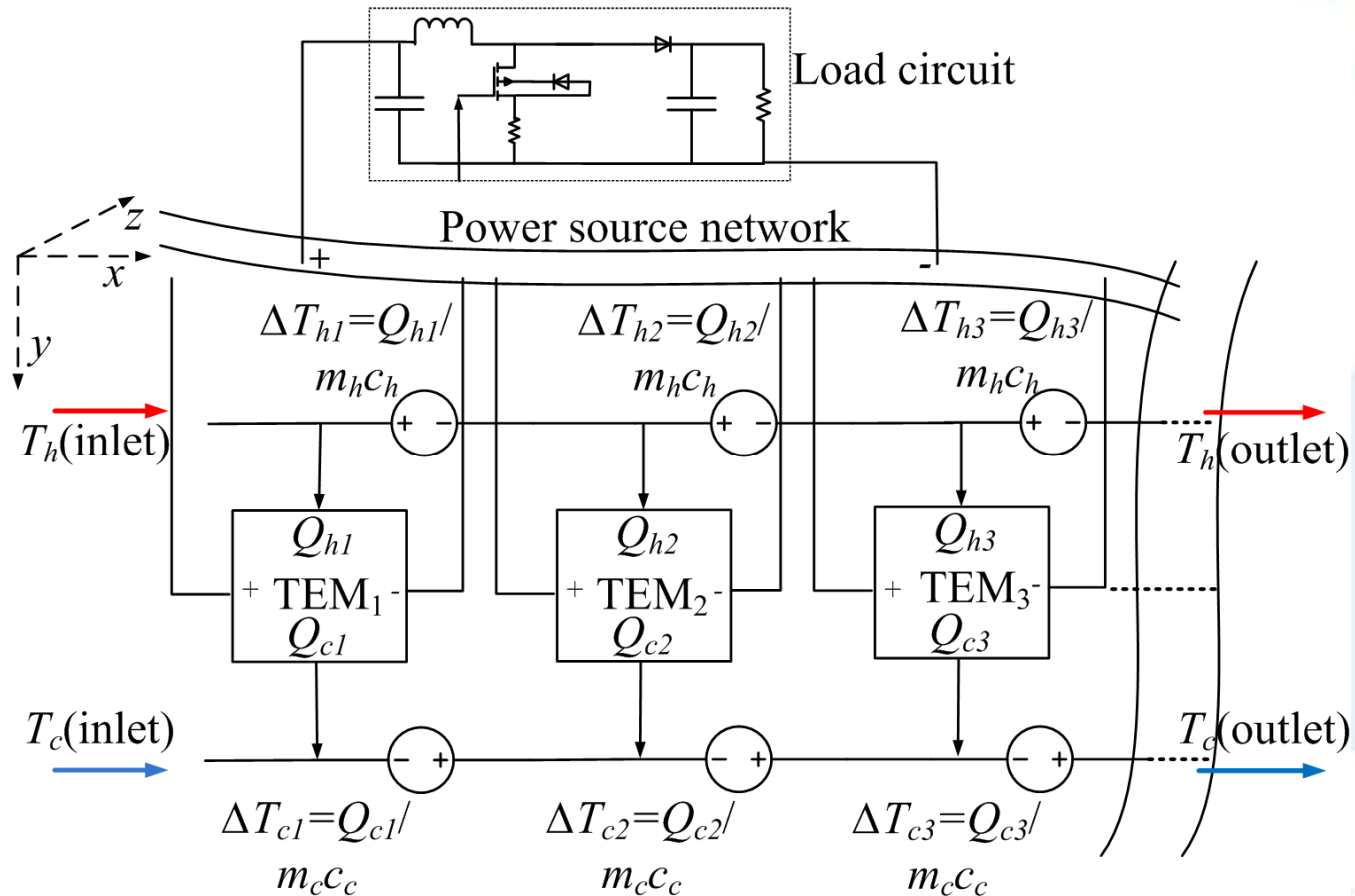 Load circuit
z
Power source network
x
+
-
y
ΔTh1=Qh1/
mhch
ΔTh2=Qh2/
mhch
ΔTh3=Qh3/
mhch
Th(inlet)
+ -
+ -
+ -
Th(outlet)
Qh1
+ TEM1 -
Qc1
Qh2
+ TEM2 -
Qc2
Qh3
+ TEM3 -
Qc3
Tc(inlet)
- +
- +
- +
Tc(outlet)
ΔTc1=Qc1/
mccc
ΔTc2=Qc2/
mccc
ΔTc3=Qc3/
mccc